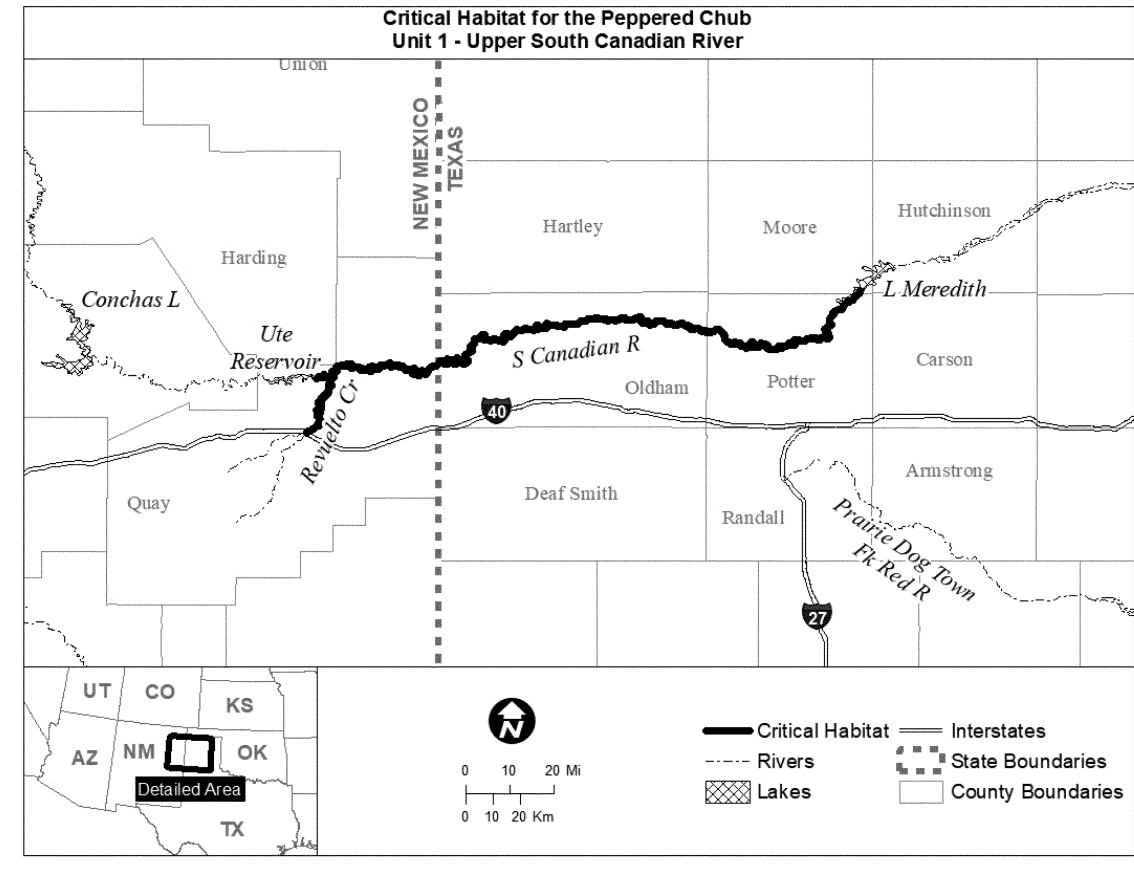 Critical Habitat for the Peppered Chub
Unit 1 - Upper South Canadian River
Union
NEW MEXICO
TEXAS
Hartley
Moore
Hutchinson
Harding
Conchas L
L Meredith
Ute
Reservoir
S Canadian R
Carson
Oldham
Potter
Revuelto Cr
40
Quay
Deaf Smith
Randall
Armstrong
Prairie Dog Town
Fk Red R
27
UT
CO
KS
AZ
NM
OK
Detailed Area
TX
N
0 10 20 Mi
0 10 20 Km
Critical Habitat
Rivers
Lakes
Interstates
State Boundaries
County Boundaries